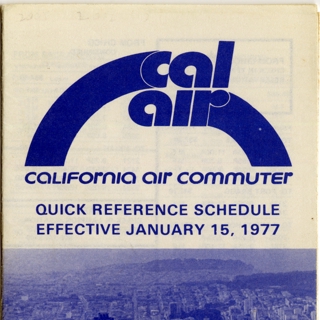 cal
air
CALIFORNIA AIR COMMUTER
QUICK REFERENCE SCHEDULE
EFFECTIVE JANUARY 15, 1977